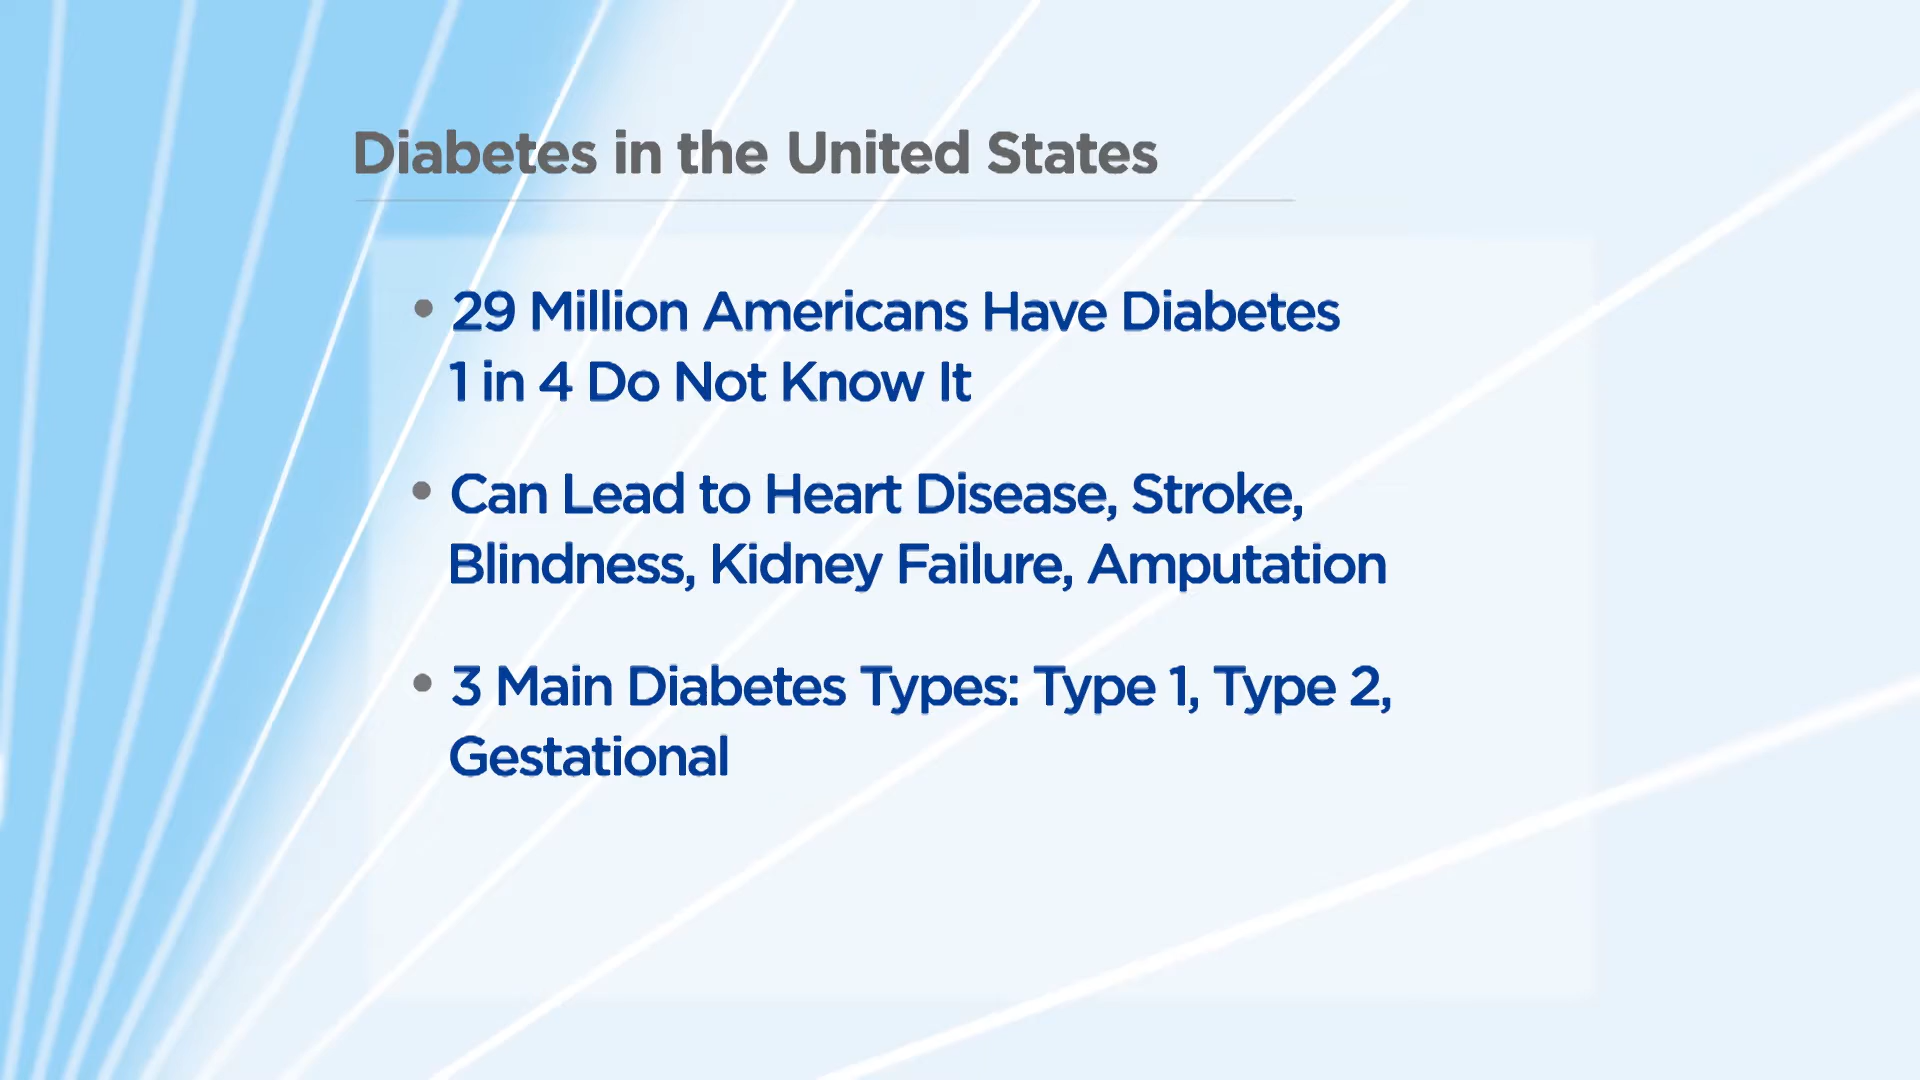 Diabetes in the United States
• 29 Million Americans Have Diabetes
1 in 4 Do Not Know It
• Can Lead to Heart Disease, Stroke,
Blindness, Kidney Failure, Amputation
• 3 Main Diabetes Types: Type 1, Type 2,
Gestational